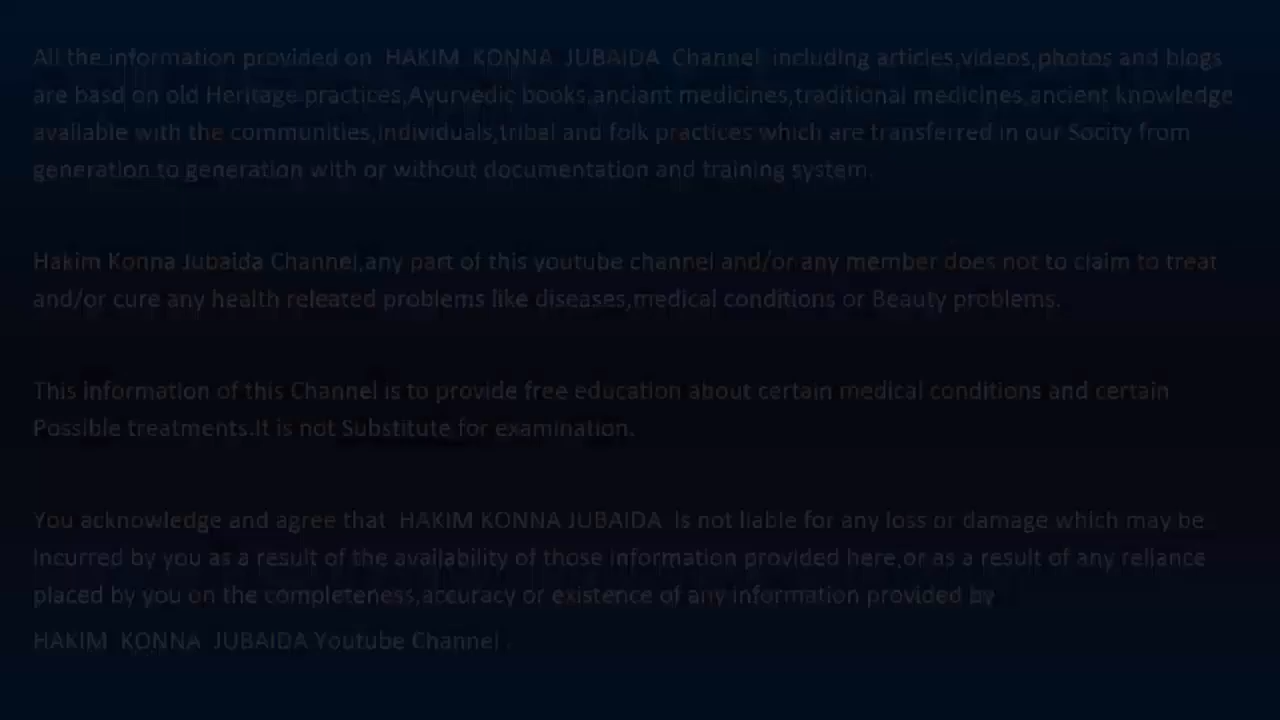 All the information provided on HAKIM KONNA JUBAIDA Channel including articles,videos,photos and blogs
are basd on old Heritage practices,Ayurvedic books,anciant medicines,traditional medicines,ancient knowledge
available with the communities,individuals,tribal and folk practices which are transferred in our Socity from
generation to generation with or without documentation and training system.
Hakim Konna Jubaida Channel,any part of this youtube channel and/or any member does not to claim to treat
and/or cure any health releated problems like diseases,medical conditions or Beauty problems.
This information of this Channel is to provide free education about certain medical conditions and certain
Possible treatments.It is not Substitute for examination.
You acknowledge and agree that HAKIM KONNA JUBAIDA is not liable for any loss or damage which may be
incurred by you as a result of the availability of those information provided here,or as a result of any reliance
placed by you on the completeness,accuracy or existence of any information provided by
HAKIM KONNA JUBAIDA Youtube Channel .